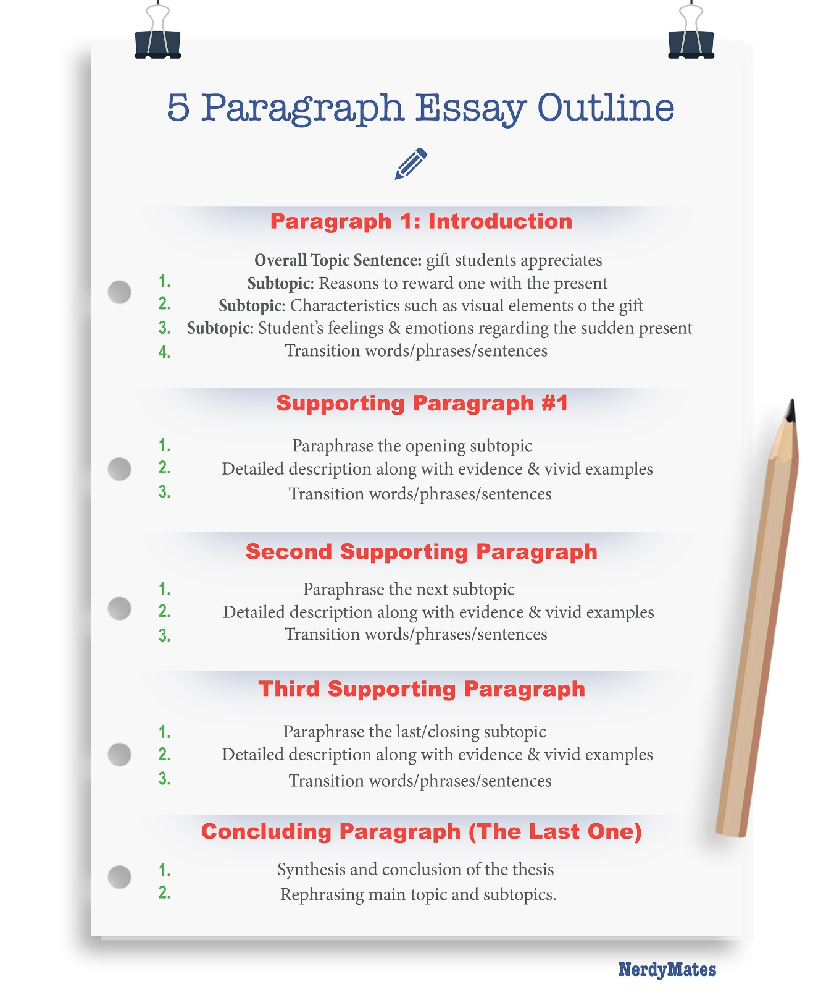 5 Paragraph Essay Outline
Paragraph 1: Introduction
Overall Topic Sentence: gift students appreciates
1. Subtopic: Reasons to reward one with the present
2. Subtopic: Characteristics such as visual elements o the gift
3. Subtopic: Student’s feelings & emotions regarding the sudden present
4. Transition words/phrases/sentences
Supporting Paragraph #1
1. Paraphrase the opening subtopic
2. Detailed description along with evidence & vivid examples
3. Transition words/phrases/sentences
Second Supporting Paragraph
1. Paraphrase the next subtopic
2. Detailed description along with evidence & vivid examples
3. Transition words/phrases/sentences
Third Supporting Paragraph
1. Paraphrase the last/closing subtopic
2. Detailed description along with evidence & vivid examples
3. Transition words/phrases/sentences
Concluding Paragraph (The Last One)
1. Synthesis and conclusion of the thesis
2. Rephrasing main topic and subtopics.
NerdyMates